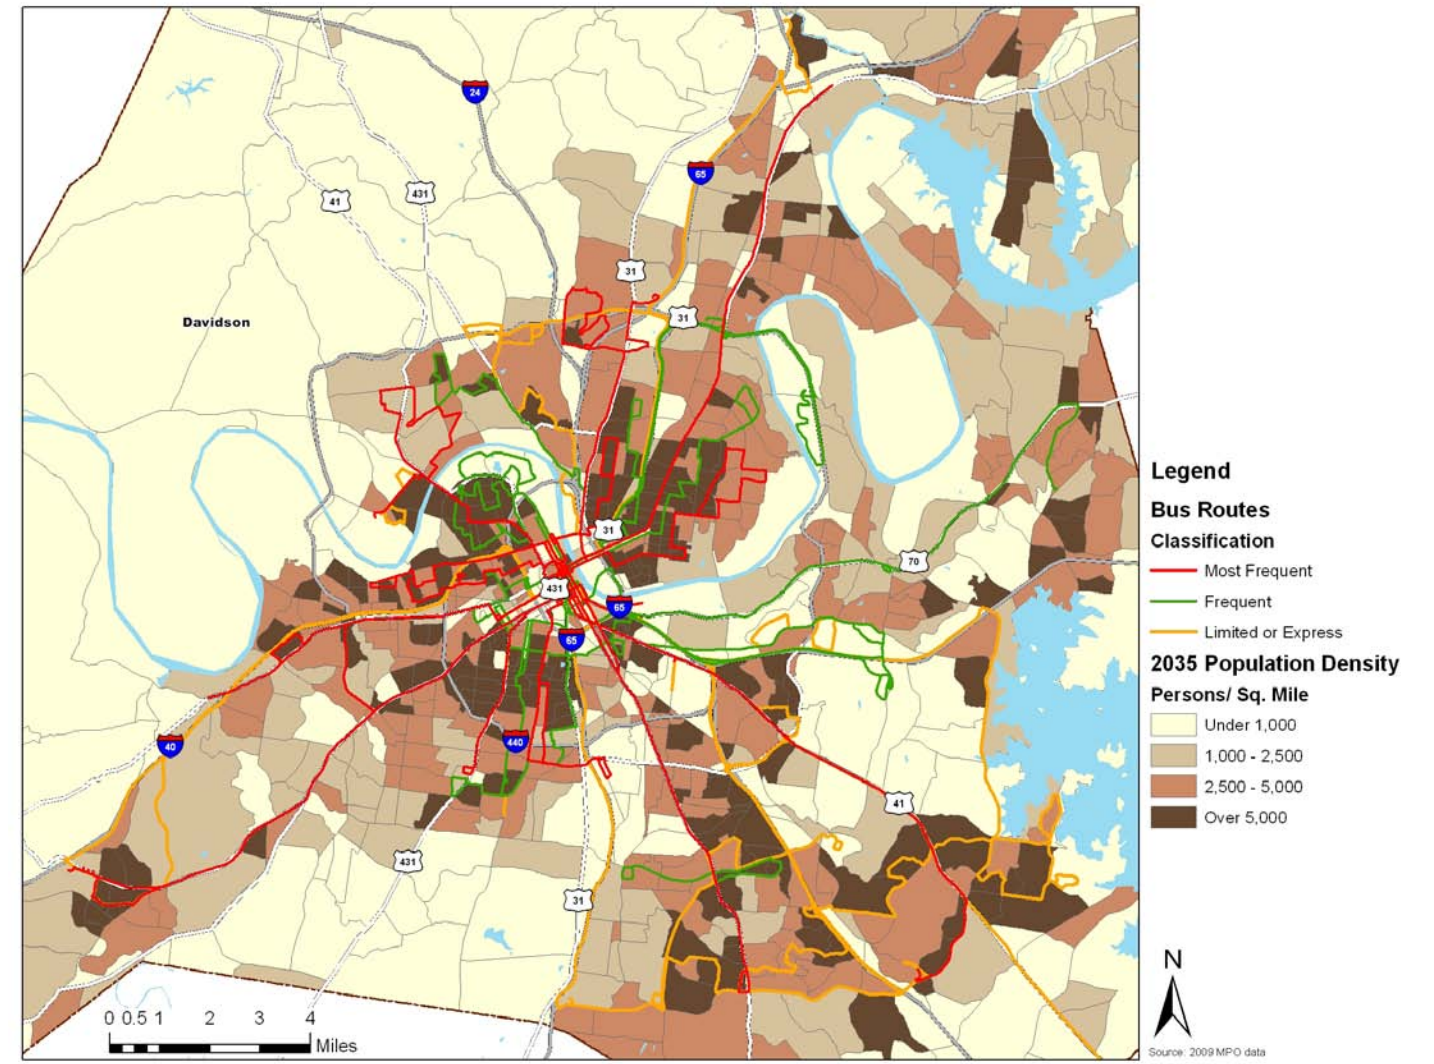 24
65
41
431
31
31
Davidson
31
70
431
65
65
440
40
41
431
31
0 0.5 1 2 3 4
Miles
Legend
Bus Routes
Classification
Most Frequent
Frequent
Limited or Express
2035 Population Density
Persons/ Sq. Mile
Under 1,000
1,000 - 2,500
2,500 - 5,000
Over 5,000
N
Source: 2009 MPO data